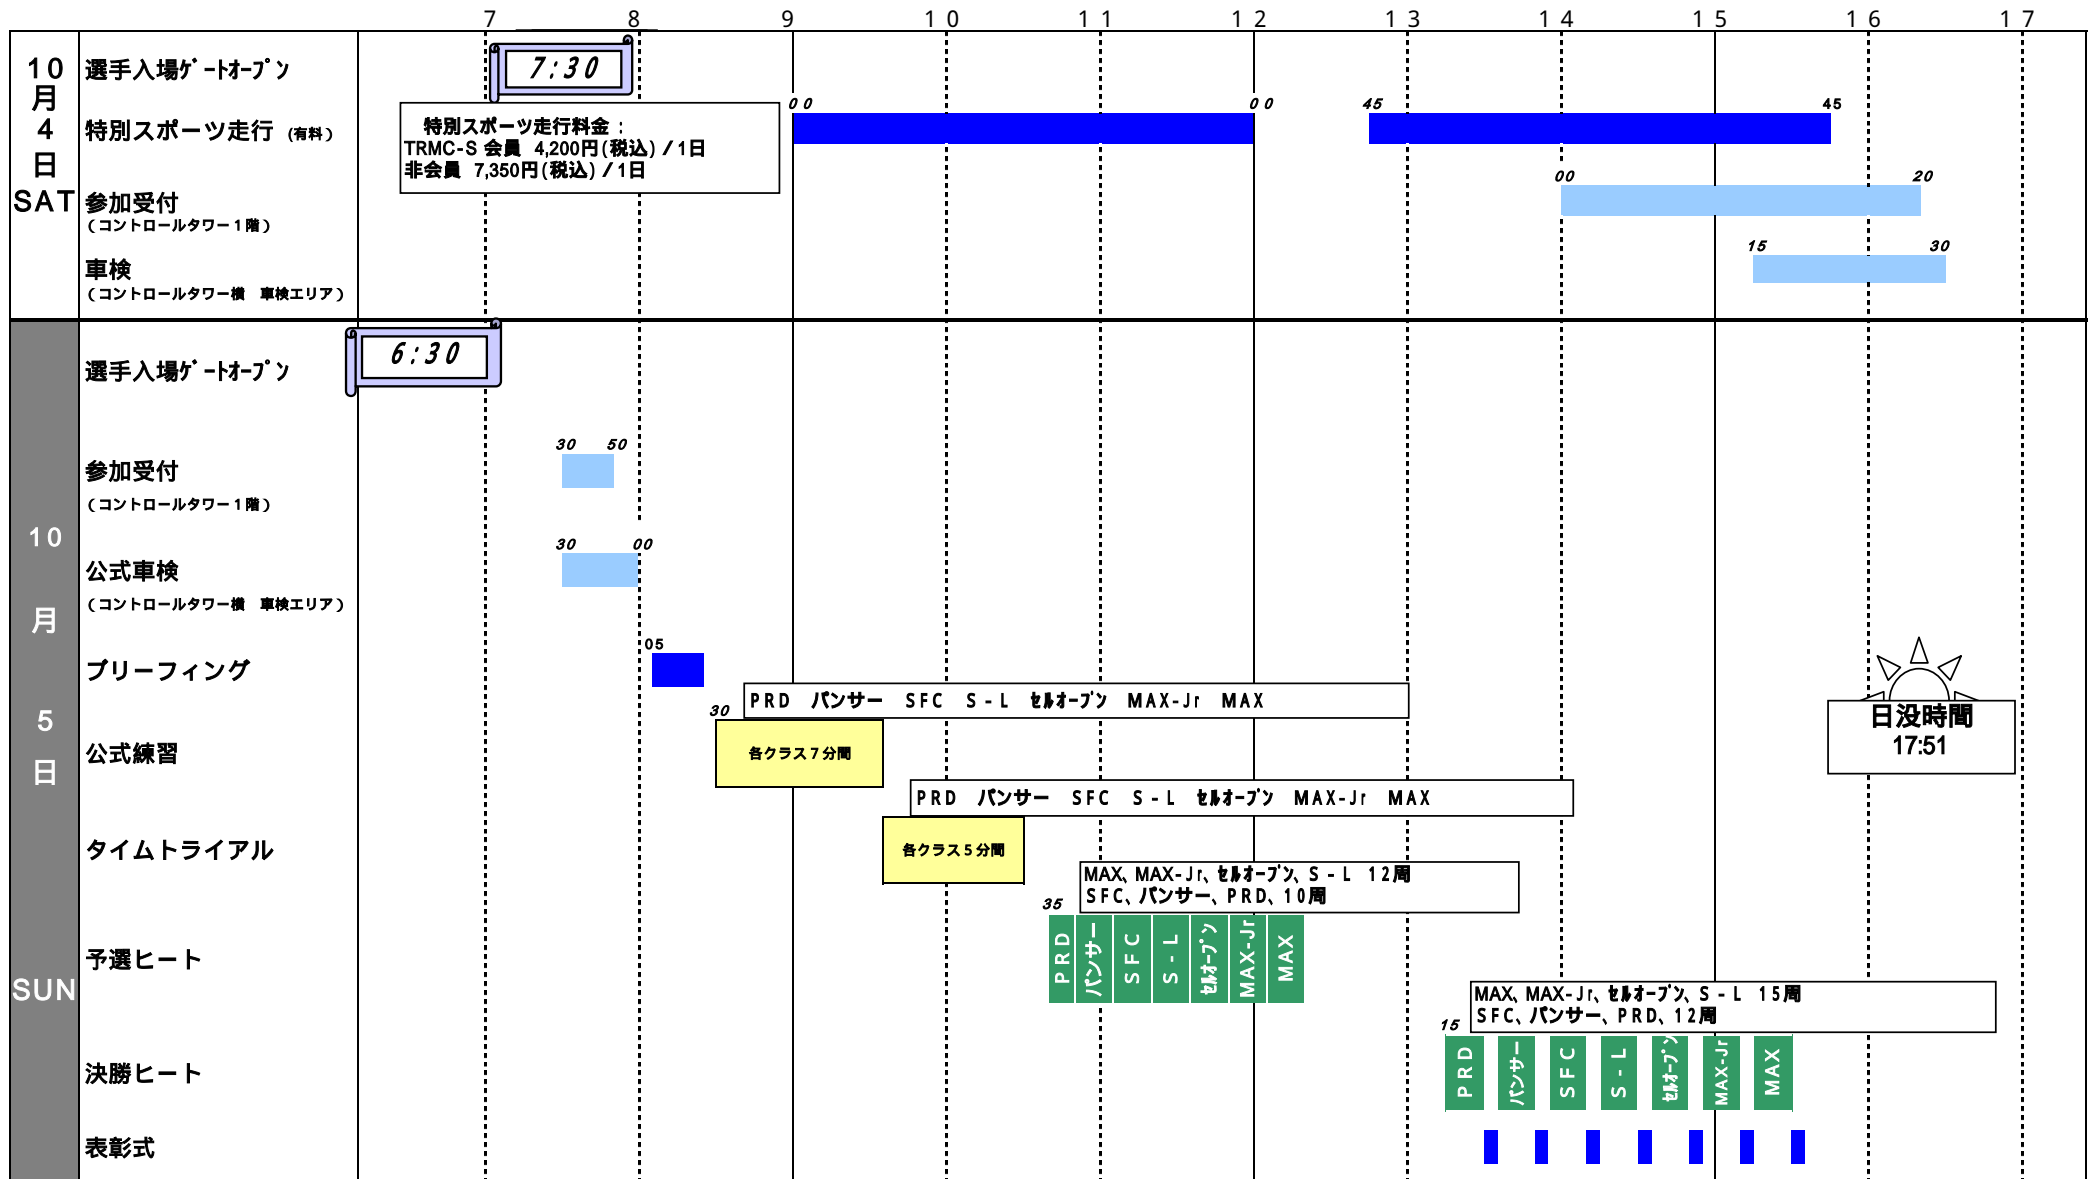 7 8 9 10 11 12 13 14 15 16 17
10
月
4
日
SAT
選手入場ｹﾞｰﾄｵｰﾌﾟﾝ
7:30
特別スポーツ走行 (有料)
00 00 45 45
特別スポーツ走行料金：
TRMC-S 会員 4,200円(税込)/1日
非会員 7,350円(税込)/1日
参加受付
00 20
(コントロールタワー1階)
車検
15 30
(コントロールタワー横 車検エリア)
10
月
5
日
SUN
選手入場ｹﾞｰﾄｵｰﾌﾟﾝ
6:30
参加受付
30 50
(コントロールタワー1階)
公式車検
30 00
(コントロールタワー横 車検エリア)
ブリーフィング
05
日没時間
17:51
公式練習
30
PRD パンサー SFC S-L ｾﾙｵｰﾌﾟﾝ MAX-Jr MAX
各クラス7分間
タイムトライアル
PRD パンサー SFC S-L ｾﾙｵｰﾌﾟﾝ MAX-Jr MAX
各クラス5分間
予選ヒート
35
MAX、MAX-Jr、ｾﾙｵｰﾌﾟﾝ、S-L 12周
SFC、パンサー、PRD、10周
PRD
パンサー
SFC
S-L
ｾﾙｵｰﾌﾟﾝ
MAX-Jr
MAX
決勝ヒート
15
MAX、MAX-Jr、ｾﾙｵｰﾌﾟﾝ、S-L 15周
SFC、パンサー、PRD、12周
PRD
パンサー
SFC
S-L
ｾﾙｵｰﾌﾟﾝ
MAX-Jr
MAX
表彰式